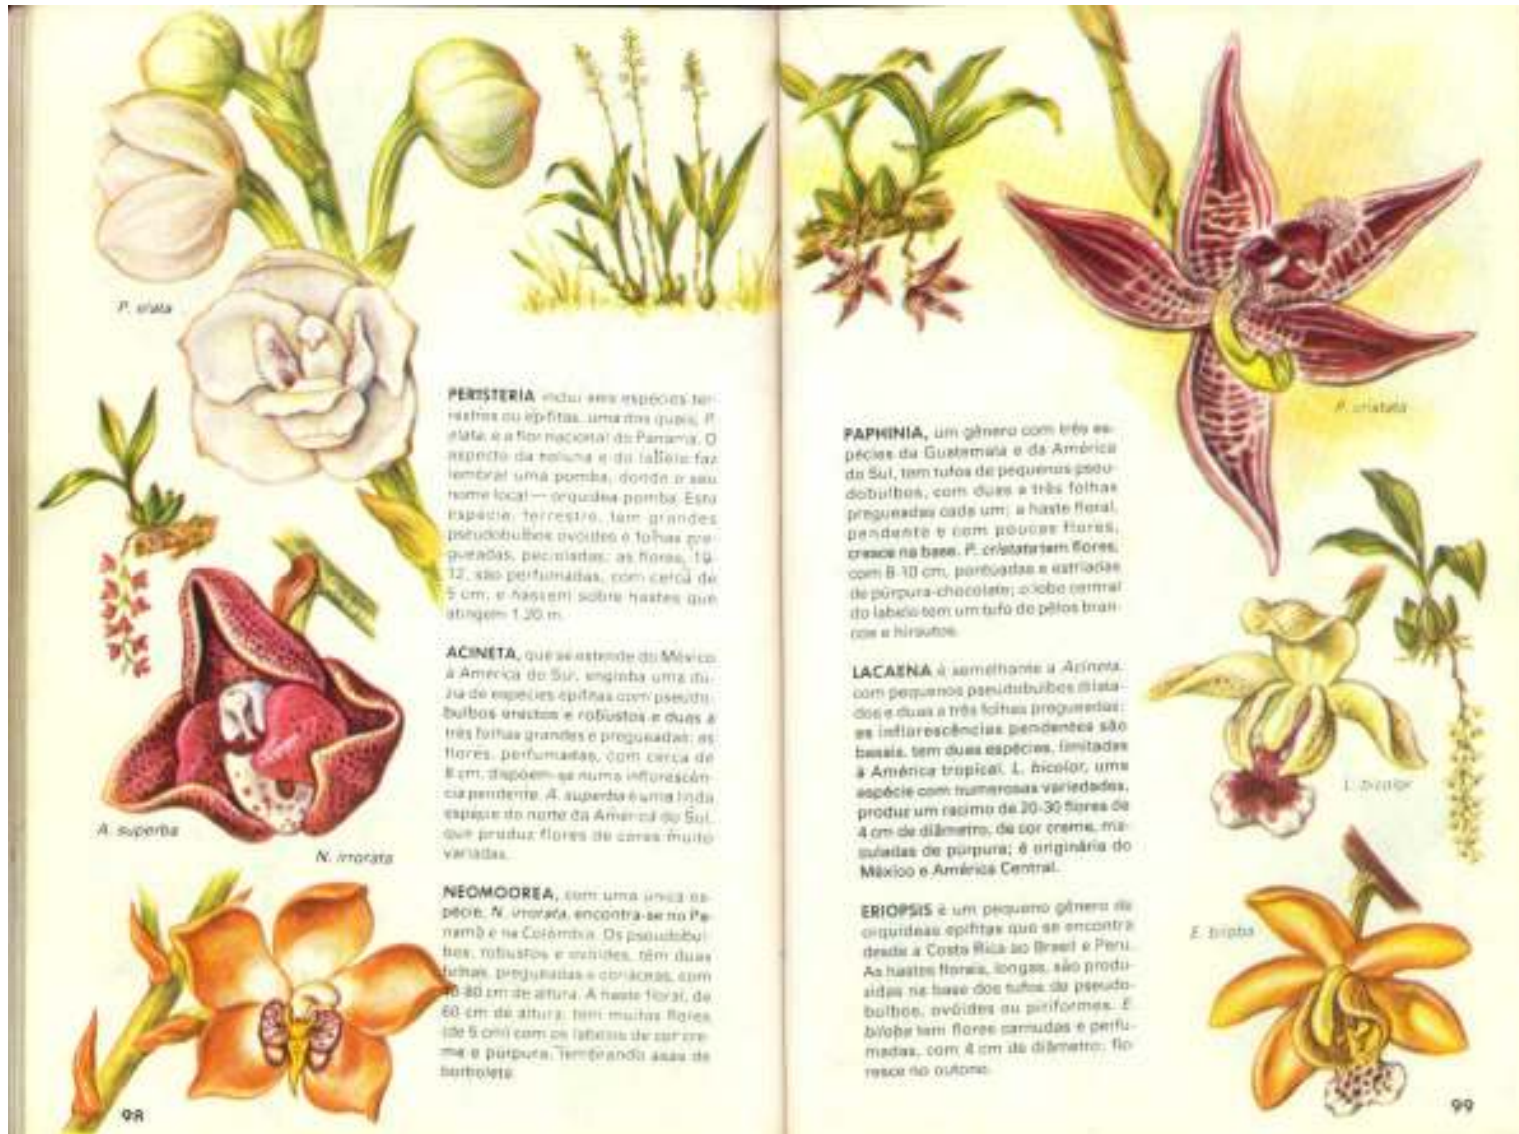 P. elata
PERISTERIA inclui seis espécies ter-
restres ou epífitas, uma das quais, P.
elata, é a flor nacional do Panamá. O
aspecto da coluna e do labelo faz
lembrar uma pomba, donde o seu
nome local — orquídea-pomba. Esta
espécie, terrestre, tem grandes
pseudobulbos ovóides e folhas pre-
gueadas, pecioladas; as flores, 10-
12, são perfumadas, com cerca de
5 cm, e nascem sobre hastes que
atingem 1,20 m.
ACINETA, que se estende do México
à América do Sul, engloba uma dú-
zia de espécies epífitas com pseudo-
bulbos erectos e robustos e duas a
três folhas grandes e pregueadas; as
flores, perfumadas, com cerca de
8 cm, dispõem-se numa inflorescên-
cia pendente. A. superba é uma linda
espécie do norte da América do Sul,
que produz flores de cores muito
variadas.
A. superba
N. irrorata
NEOMOOREA, com uma única es-
pécie, N. irrorata, encontra-se no Pa-
namá e na Colômbia. Os pseudobul-
bos, robustos e ovóides, têm duas
folhas, pregueadas e coriáceas, com
80 cm de altura. A haste floral, de
60 cm de altura, tem muitas flores
(de 5 cm) com os labelos de cor cre-
me e púrpura, lembrando asas de
borboleta.
98
P. cristata
PAPHINIA, um gênero com três es-
pécies da Guatemala e da América
do Sul, tem tufos de pequenos pseu-
dobulbos, com duas a três folhas
pregueadas cada um; a haste floral,
pendente e com poucas flores,
cresce na base. P. cristata tem flores,
com 8-10 cm, pontuadas e estriadas
de púrpura-chocolate; o lobo central
do labelo tem um tufo de pêlos bran-
cos e hirsutos.
LACAENA é semelhante a Acineta,
com pequenos pseudobulbos dilata-
dos e duas a três folhas pregueadas;
as inflorescências pendentes são
basais, tem duas espécies, limitadas
à América tropical. L. bicolor, uma
espécie com numerosas variedades,
produz um racimo de 20-30 flores de
4 cm de diâmetro, de cor creme, ma-
culadas de púrpura; é originária do
México e América Central.
L. bicolor
ERIOPSIS é um pequeno gênero de
orquídeas epífitas que se encontra
desde a Costa Rica ao Brasil e Peru.
As hastes florais, longas, são produ-
zidas na base dos tufos de pseudo-
bulbos, ovóides ou piriformes. E.
biloba tem flores carnudas e perfu-
madas, com 4 cm de diâmetro; flo-
resce no outono.
E. biloba
99